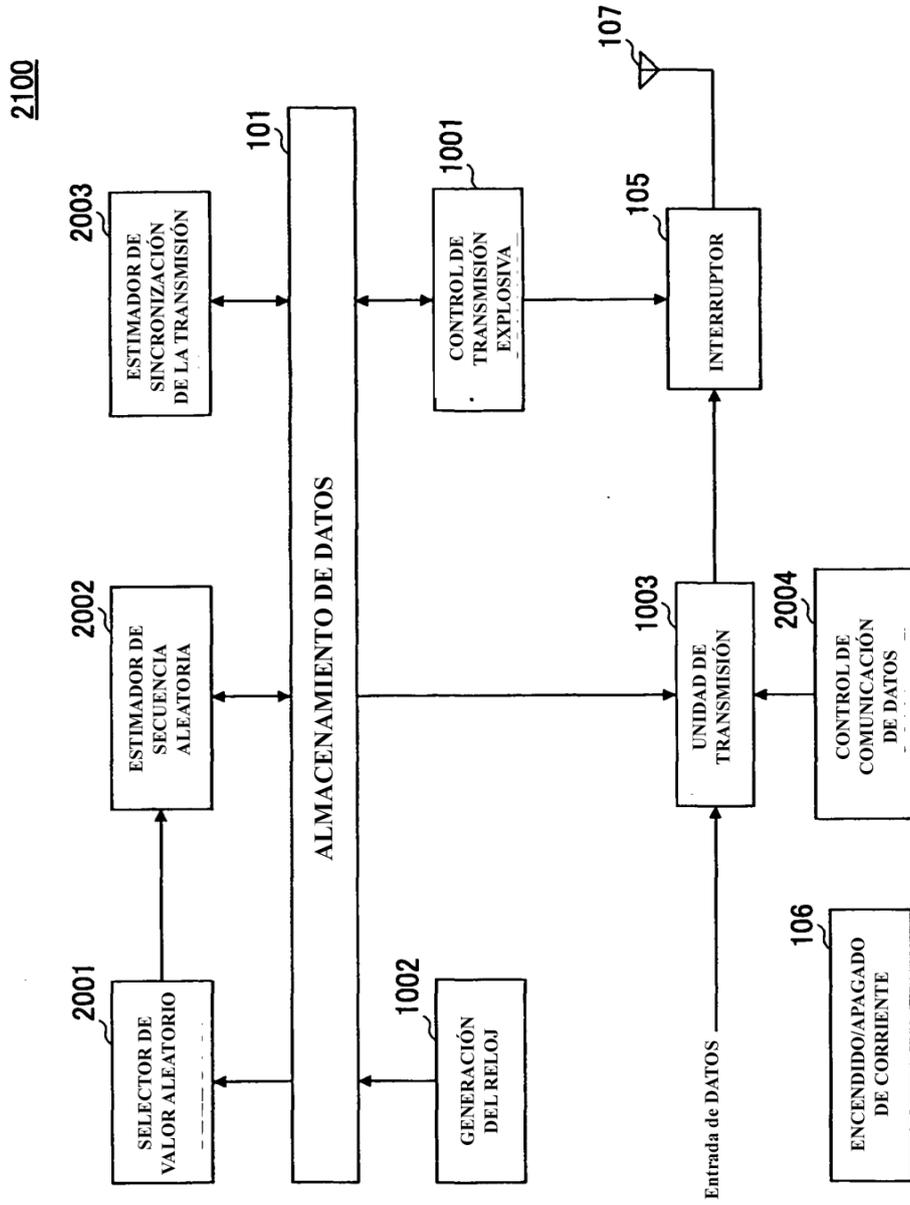 2100
2001
SELECTOR DE
VALOR ALEATORIO
2002
ESTIMADOR DE
SECUENCIA
ALEATORIA
2003
ESTIMADOR DE
SINCRONIZACIÓN
DE LA TRANSMISIÓN
101
ALMACENAMIENTO DE DATOS
1002
GENERACIÓN
DEL RELOJ
1001
CONTROL DE
TRANSMISIÓN
EXPLOSIVA
107
Entrada de DATOS
1003
UNIDAD DE
TRANSMISIÓN
105
INTERRUPTOR
106
ENCENDIDO/APAGADO
DE CORRIENTE
2004
CONTROL DE
COMUNICACIÓN
DE DATOS